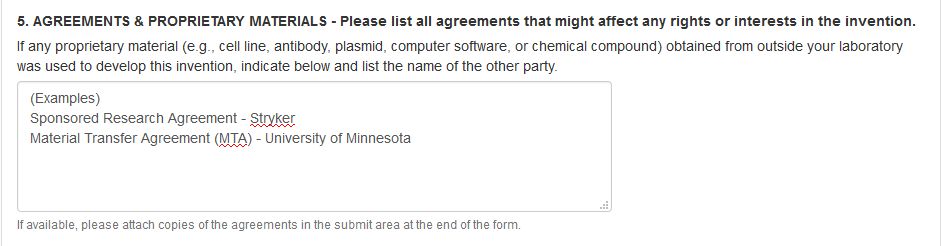 5. AGREEMENTS & PROPRIETARY MATERIALS - Please list all agreements that might affect any rights or interests in the invention.
If any proprietary material (e.g., cell line, antibody, plasmid, computer software, or chemical compound) obtained from outside your laboratory
was used to develop this invention, indicate below and list the name of the other party.
(Examples)
Sponsored Research Agreement - Stryker
Material Transfer Agreement (MTA) - University of Minnesota
If available, please attach copies of the agreements in the submit area at the end of the form.